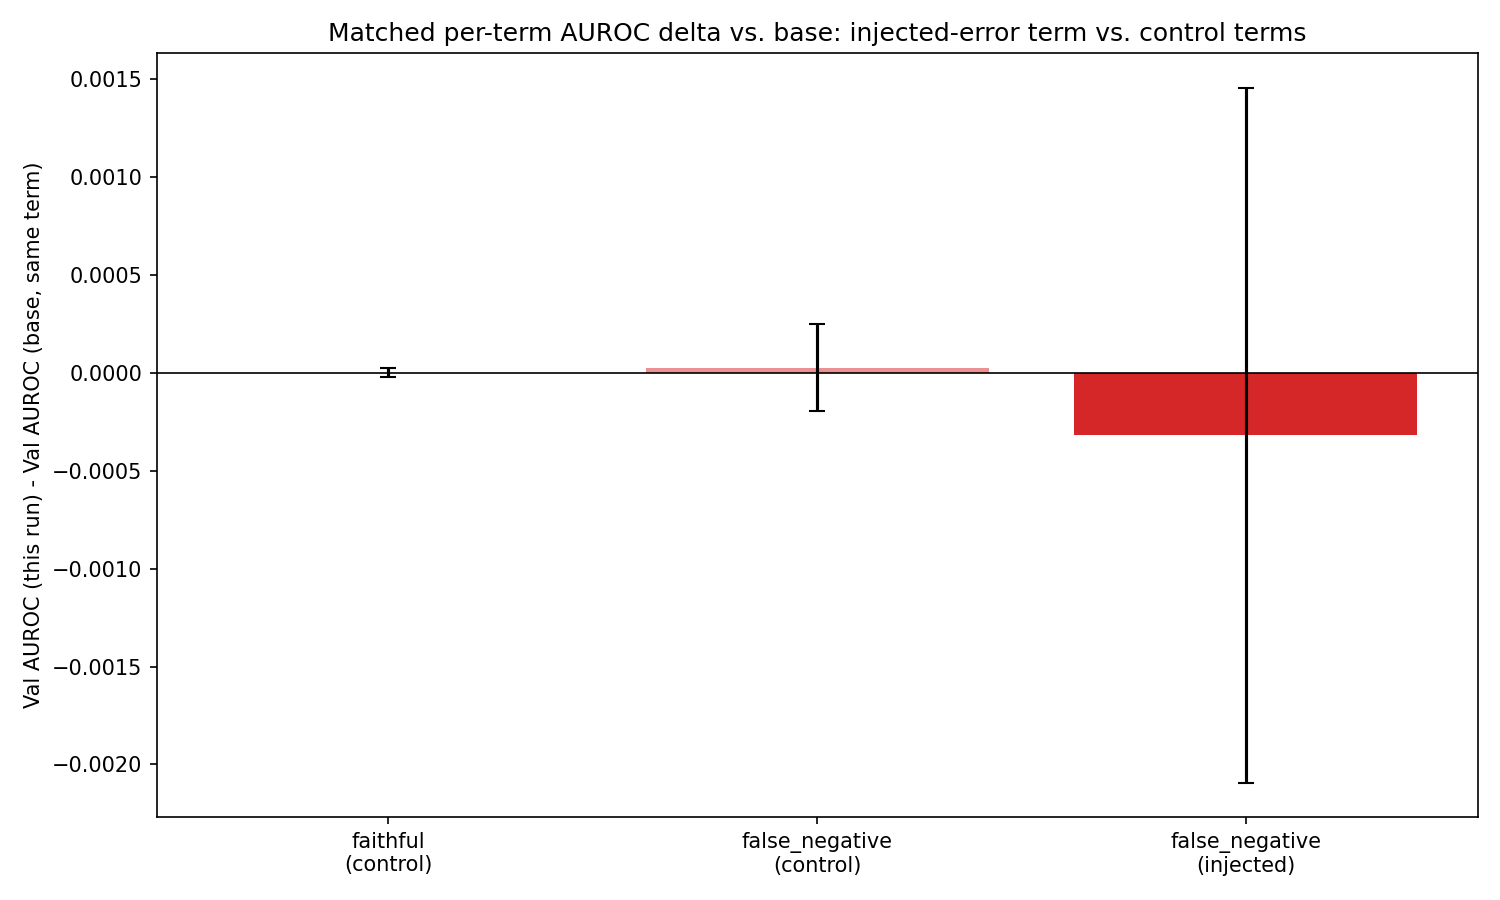 Matched per-term AUROC delta vs. base: injected-error term vs. control terms
Val AUROC (this run) - Val AUROC (base, same term)
0.0015
0.0010
0.0005
0.0000
−0.0005
−0.0010
−0.0015
−0.0020
faithful
(control)
false_negative
(control)
false_negative
(injected)